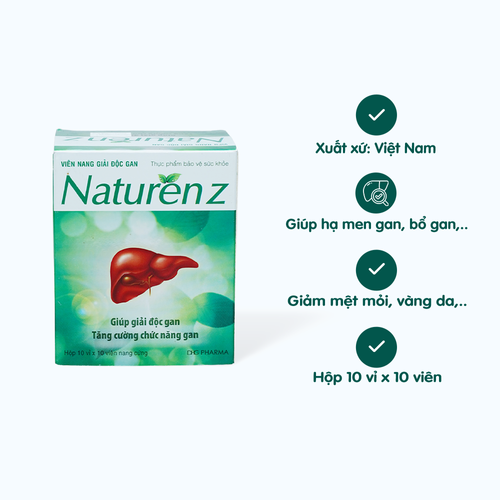 VIÊN NANG GIẢI ĐỘC GAN
Thực phẩm bảo vệ sức khỏe
Naturenz
Giúp giải độc gan
Tăng cường chức năng gan
Hộp 10 vỉ x 10 viên nang cứng
DHG PHARMA
Xuất xứ: Việt Nam
Giúp hạ men gan, bổ gan,..
Giảm mệt mỏi, vàng da,..
Hộp 10 vỉ x 10 viên